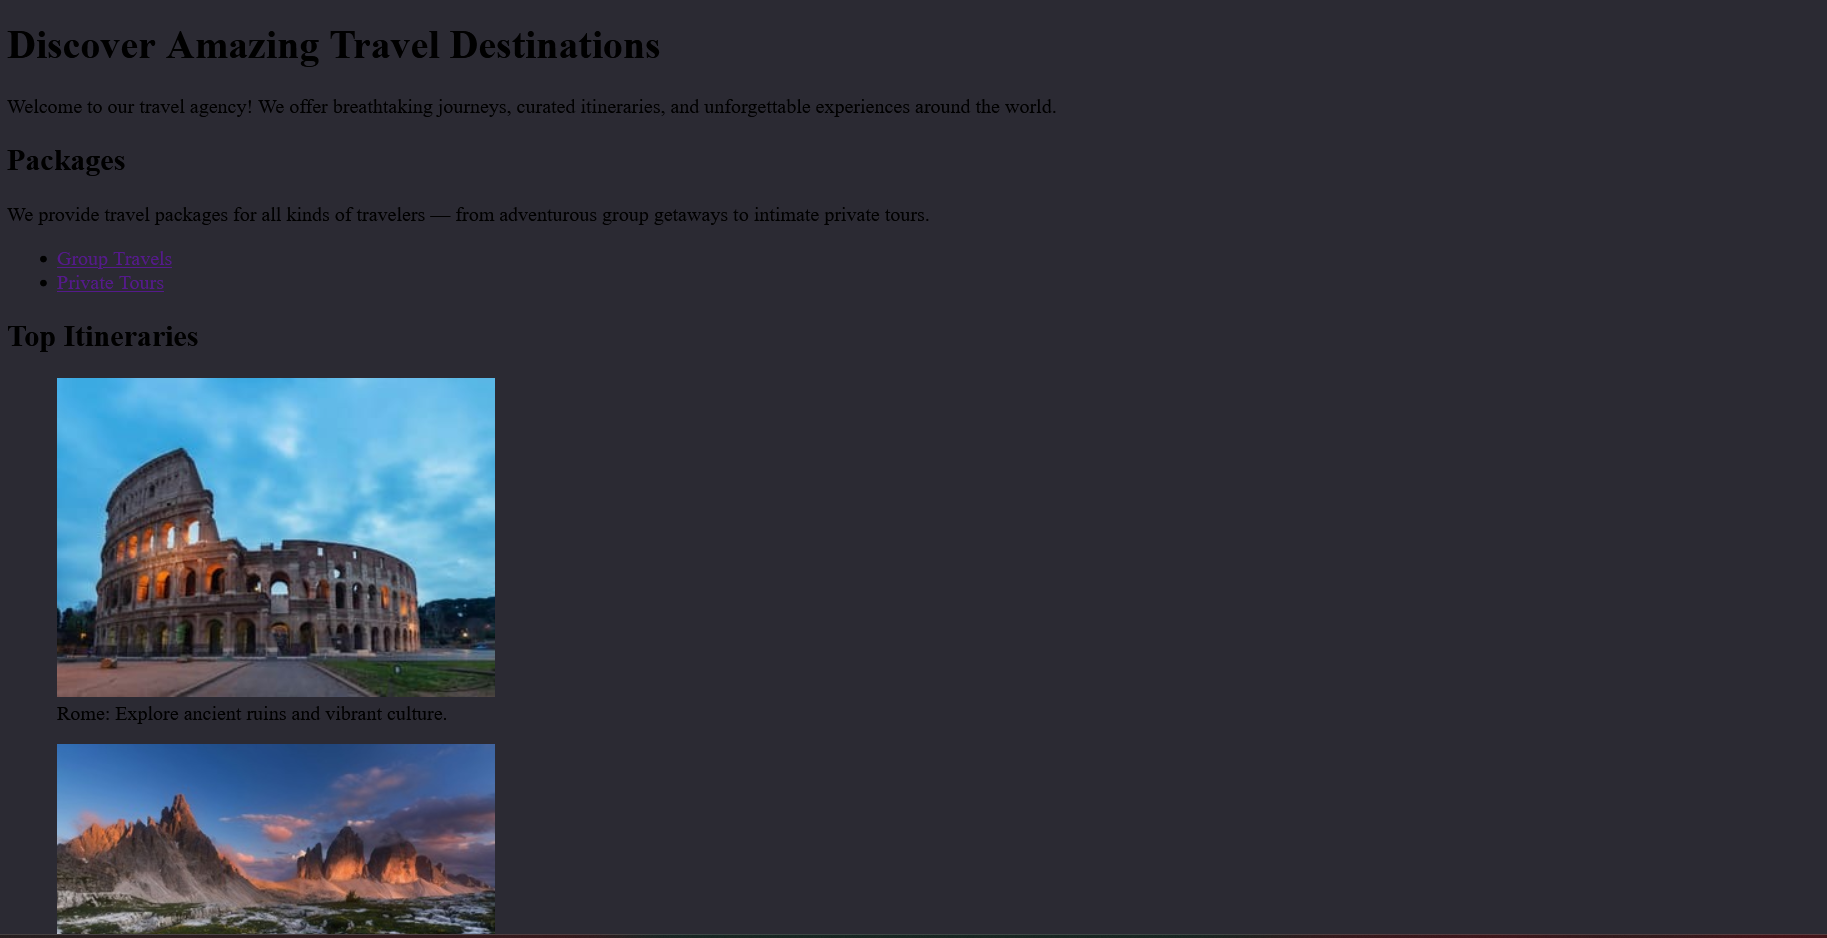 Discover Amazing Travel Destinations
Welcome to our travel agency! We offer breathtaking journeys, curated itineraries, and unforgettable experiences around the world.
Packages
We provide travel packages for all kinds of travelers — from adventurous group getaways to intimate private tours.
Group Travels
Private Tours
Top Itineraries
Rome: Explore ancient ruins and vibrant culture.